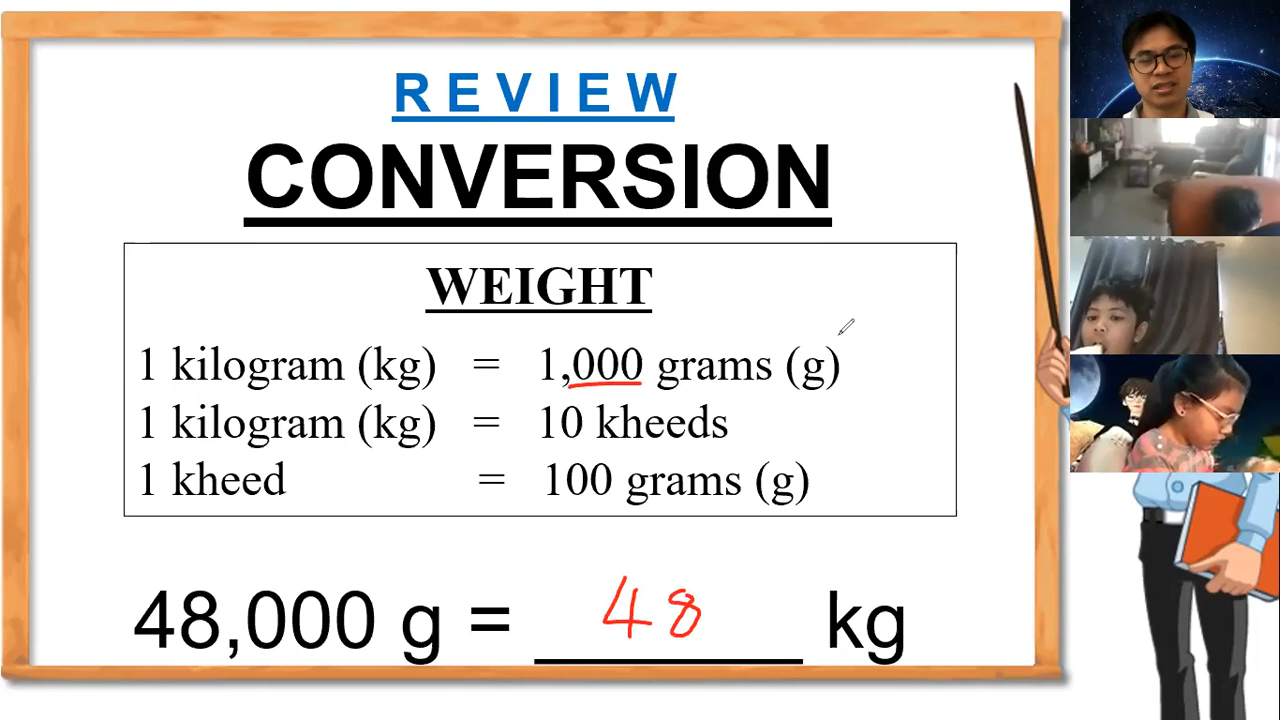 REVIEW
CONVERSION
WEIGHT
1 kilogram (kg) = 1,000 grams (g)
1 kilogram (kg) = 10 kheeds
1 kheed = 100 grams (g)
48,000 g = 48 kg